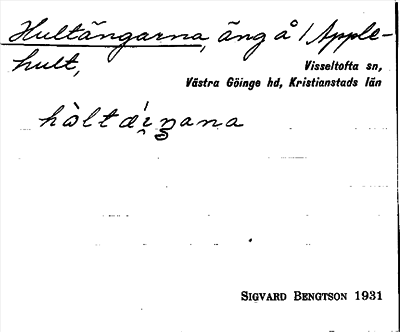 Hultängarna, äng å 1 Apple-
hult,
Visseltofta sn,
Västra Göinge hd, Kristianstads län
SIGVARD BENGTSON 1931